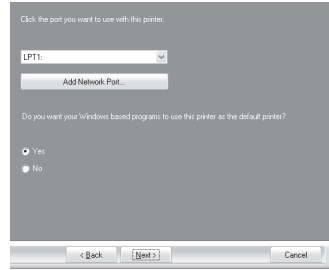 Click the port you want to use with this printer.
LPT1:
Add Network Port...
Do you want your Windows based programs to use this printer as the default printer?
Yes
No
< Back
Next >
Cancel